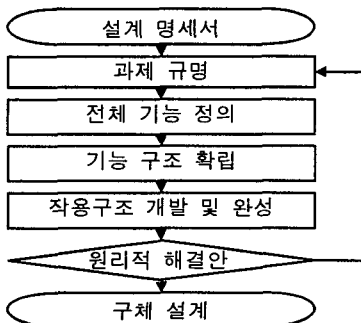 설계 명세서
과제 규명
전체 기능 정의
기능 구조 확립
작용구조 개발 및 완성
원리적 해결안
구체 설계